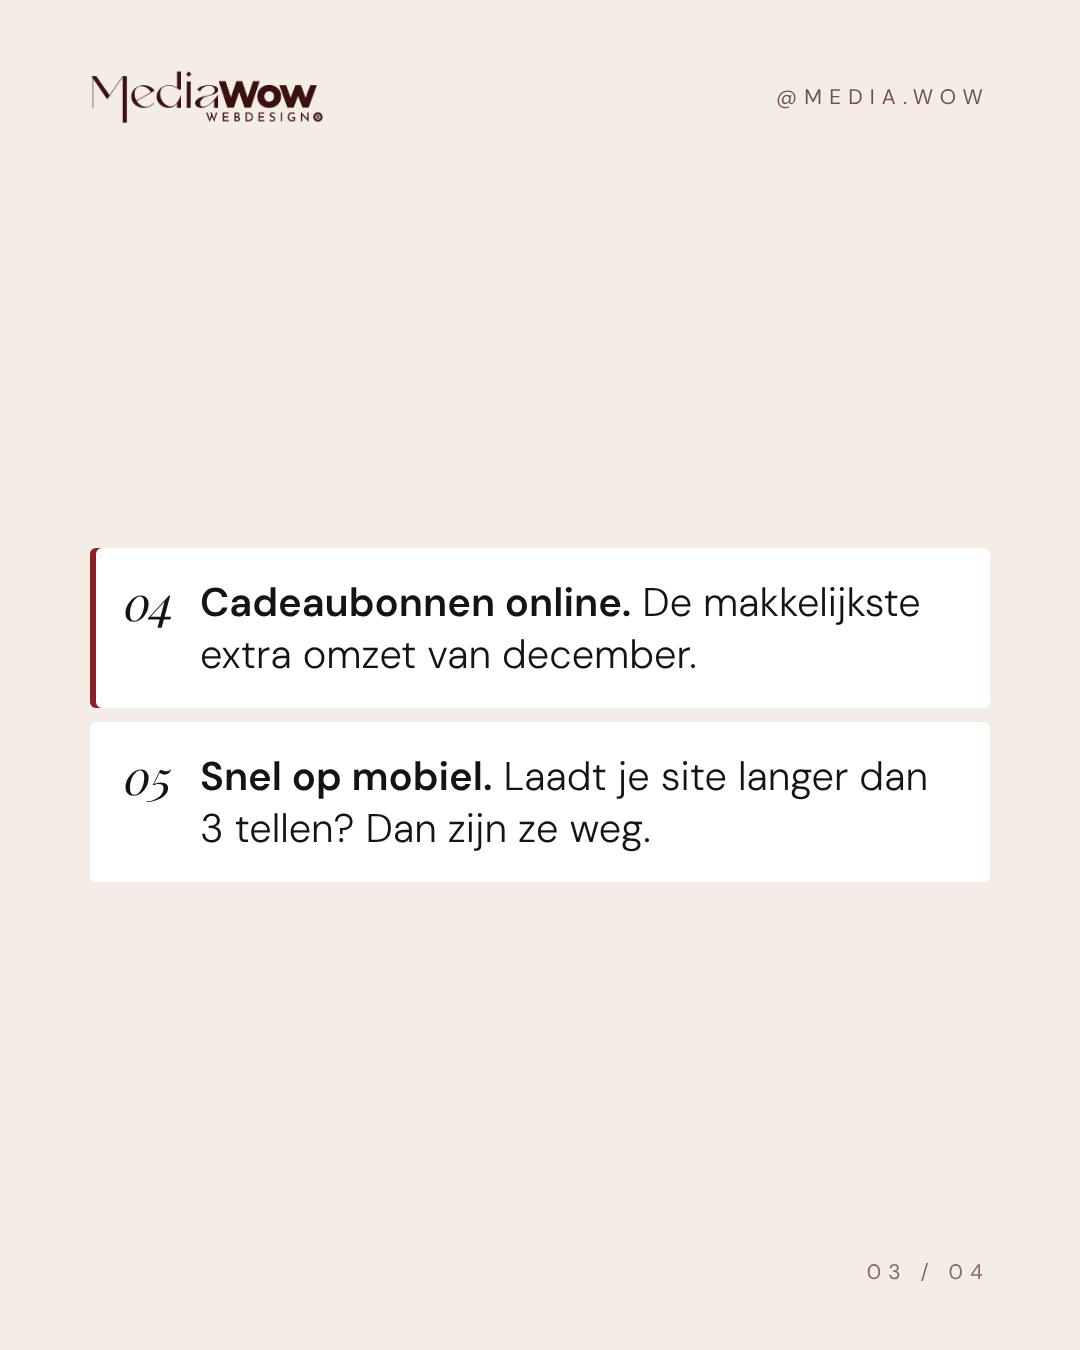 MediaWow
WEBDESIGN
@MEDIA.WOW
04 Cadeaubonnen online. De makkelijkste
extra omzet van december.
05 Snel op mobiel. Laadt je site langer dan
3 tellen? Dan zijn ze weg.
03 / 04